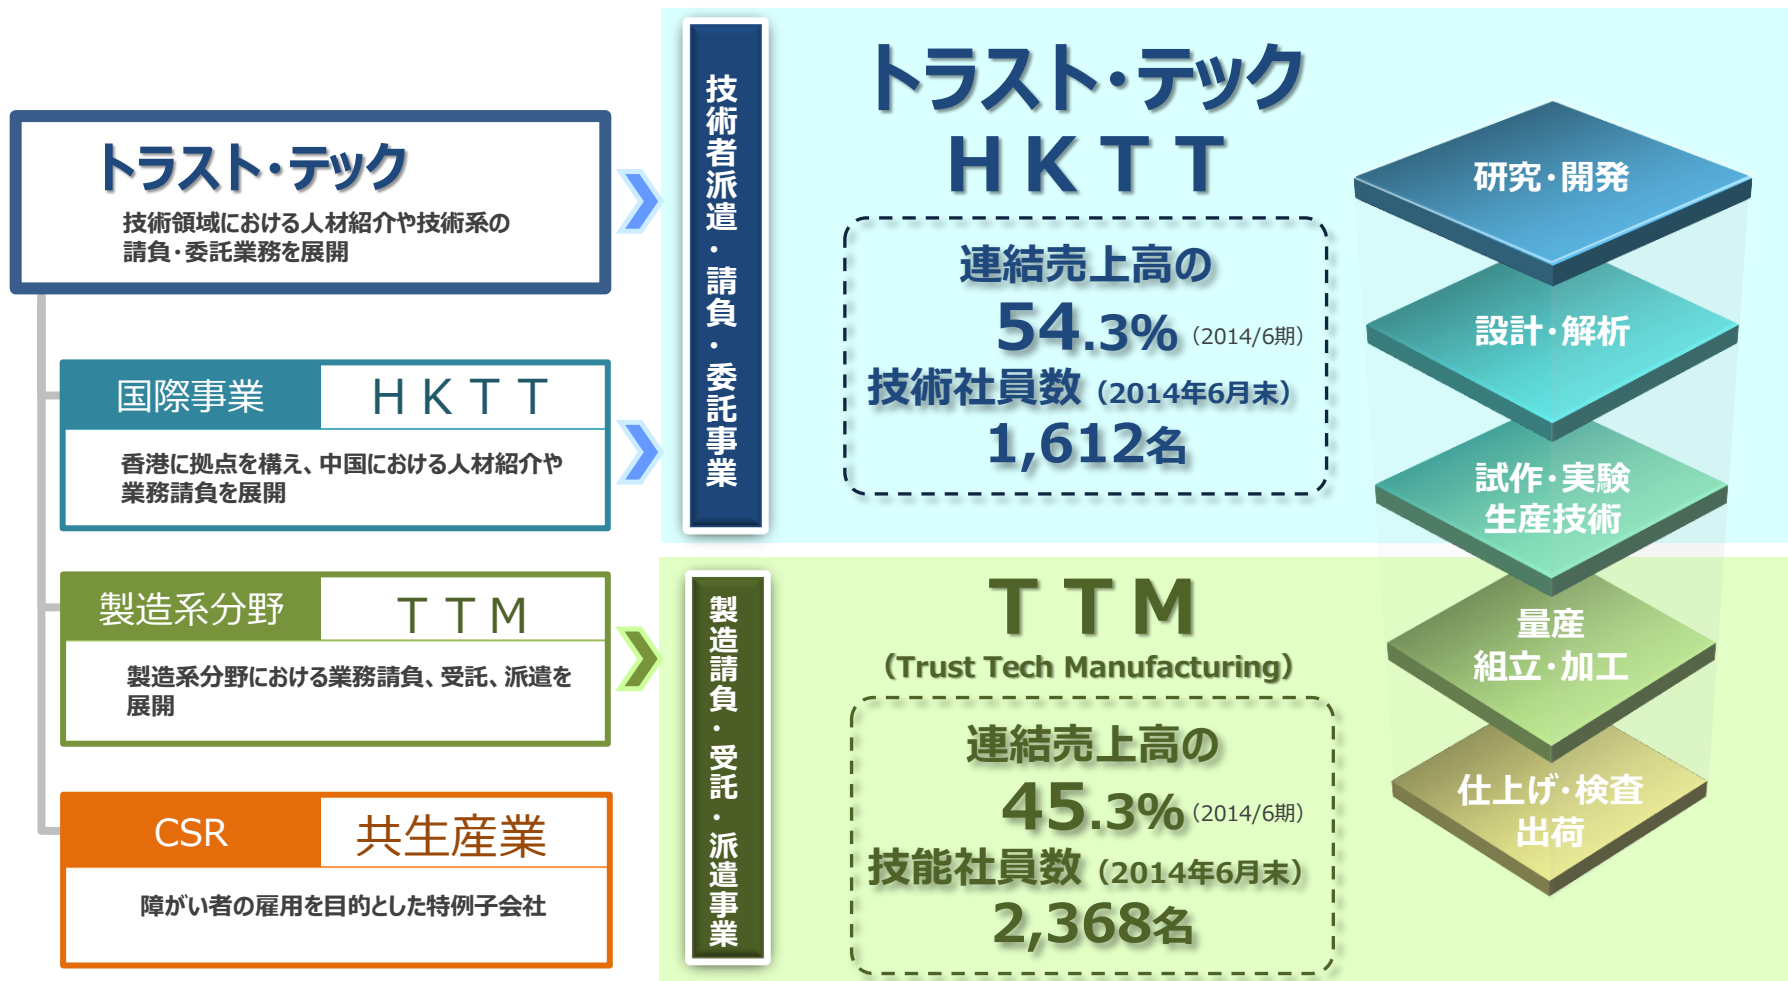 トラスト・テック
技術領域における人材紹介や技術系の
請負・委託業務を展開
国際事業
ＨＫＴＴ
香港に拠点を構え、中国における人材紹介や
業務請負を展開
製造系分野
ＴＴＭ
製造系分野における業務請負、受託、派遣を
展開
CSR
共生産業
障がい者の雇用を目的とした特例子会社
技術者派遣・請負・委託事業
トラスト・テック
ＨＫＴＴ
連結売上高の
54.3%（2014/6期）
技術社員数（2014年6月末）
1,612名
製造請負・受託・派遣事業
ＴＴＭ
（Trust Tech Manufacturing）
連結売上高の
45.3%（2014/6期）
技能社員数（2014年6月末）
2,368名
研究・開発
設計・解析
試作・実験
生産技術
量産
組立・加工
仕上げ・検査
出荷